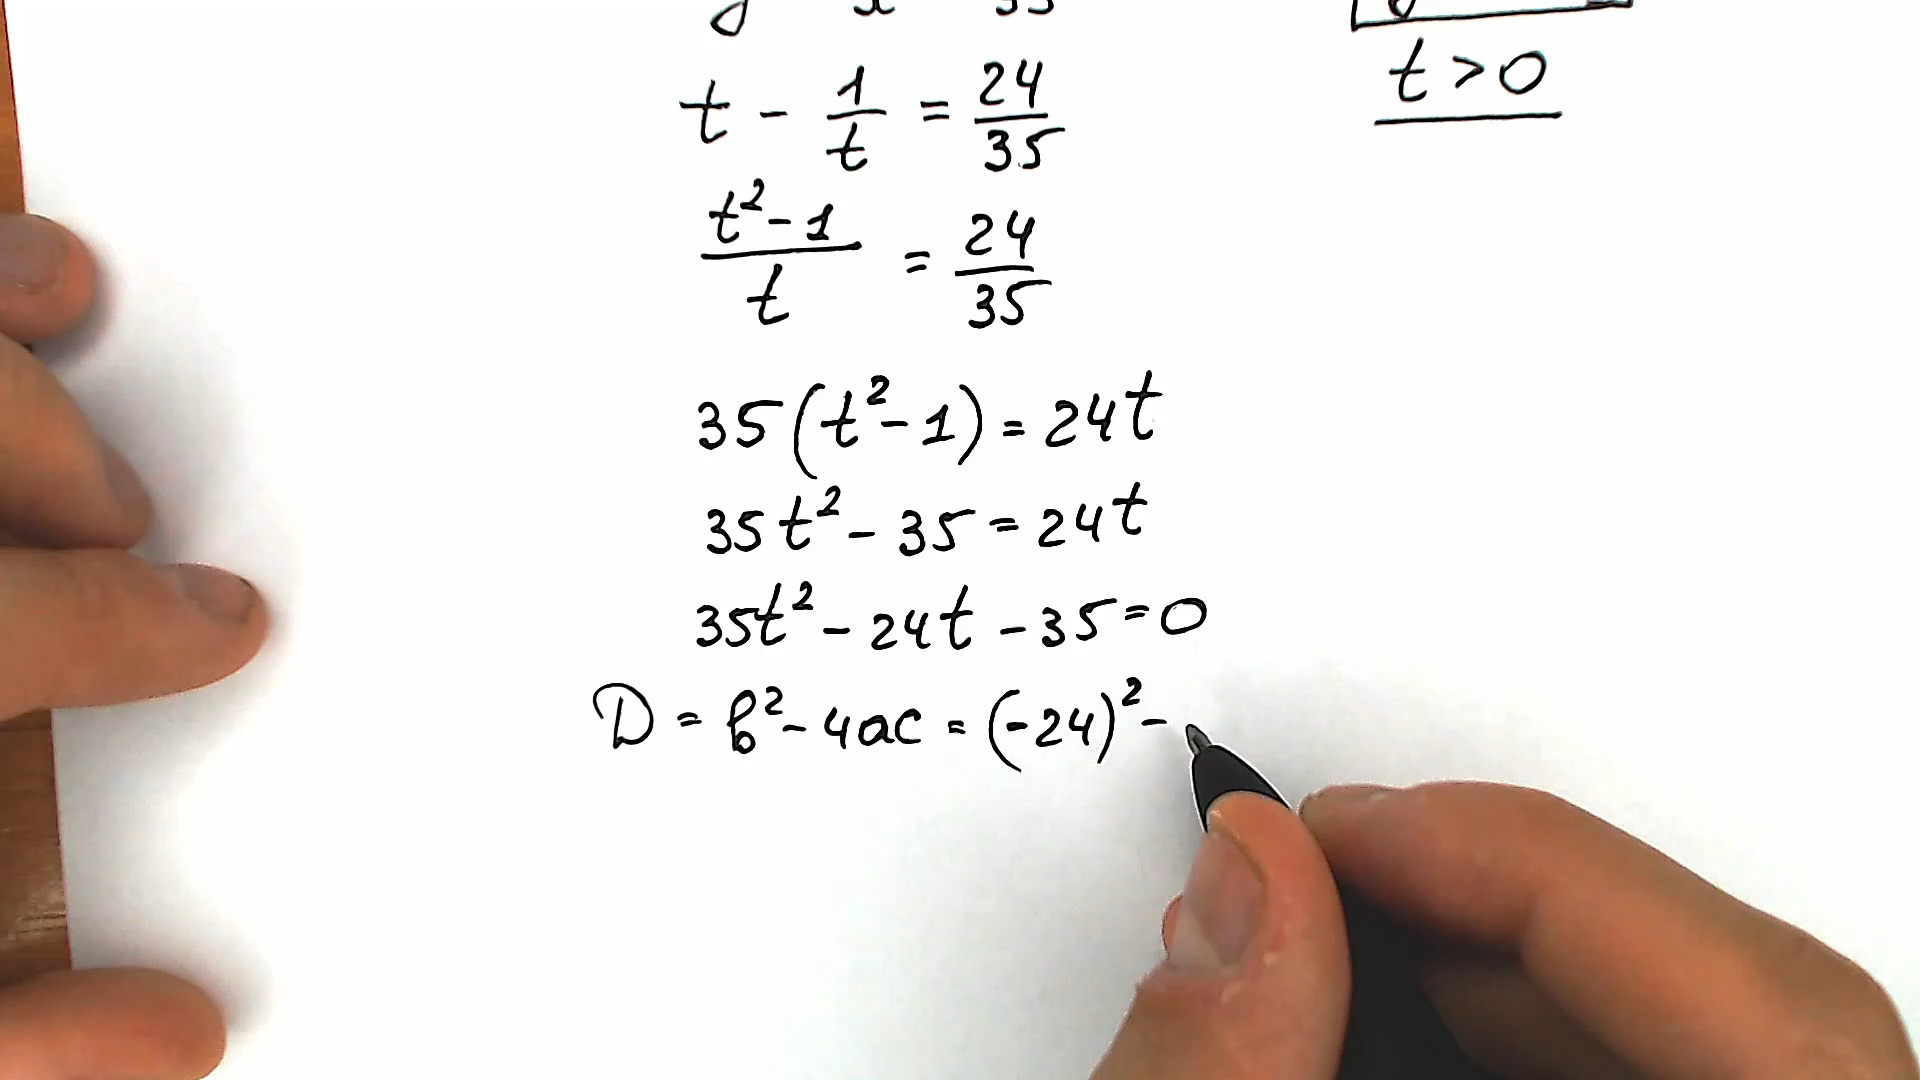 t > 0
t - 1/t = 24/35
(t² - 1)/t = 24/35
35(t² - 1) = 24t
35t² - 35 = 24t
35t² - 24t - 35 = 0
D = b² - 4ac = (-24)² -